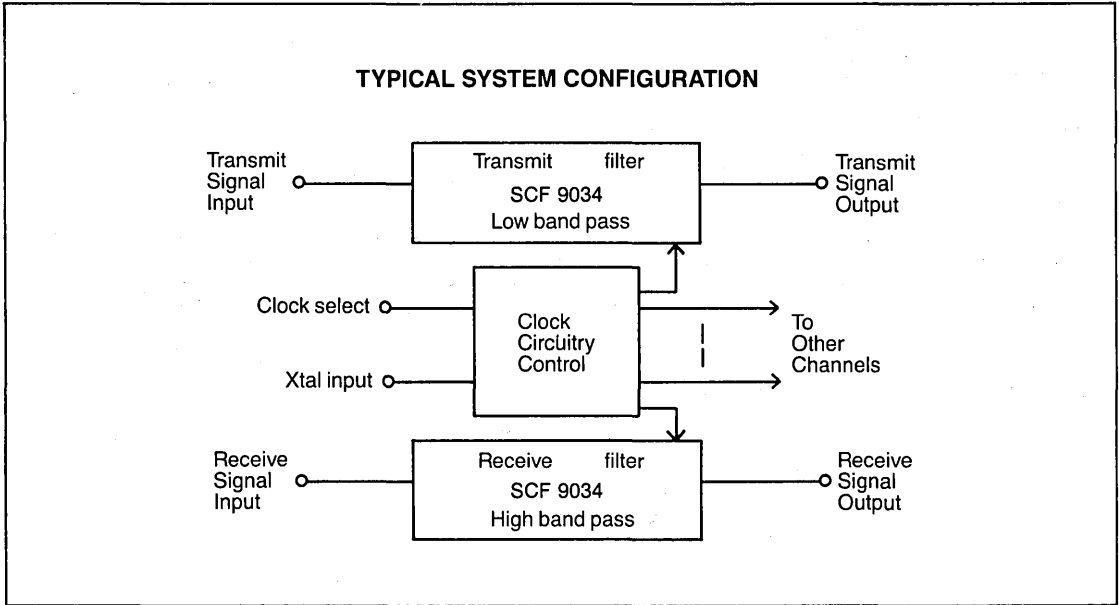 TYPICAL SYSTEM CONFIGURATION
Transmit
Signal
Input
Transmit filter
SCF 9034
Low band pass
Transmit
Signal
Output
Clock select
Xtal input
Clock
Circuitry
Control
To
Other
Channels
Receive
Signal
Input
Receive filter
SCF 9034
High band pass
Receive
Signal
Output